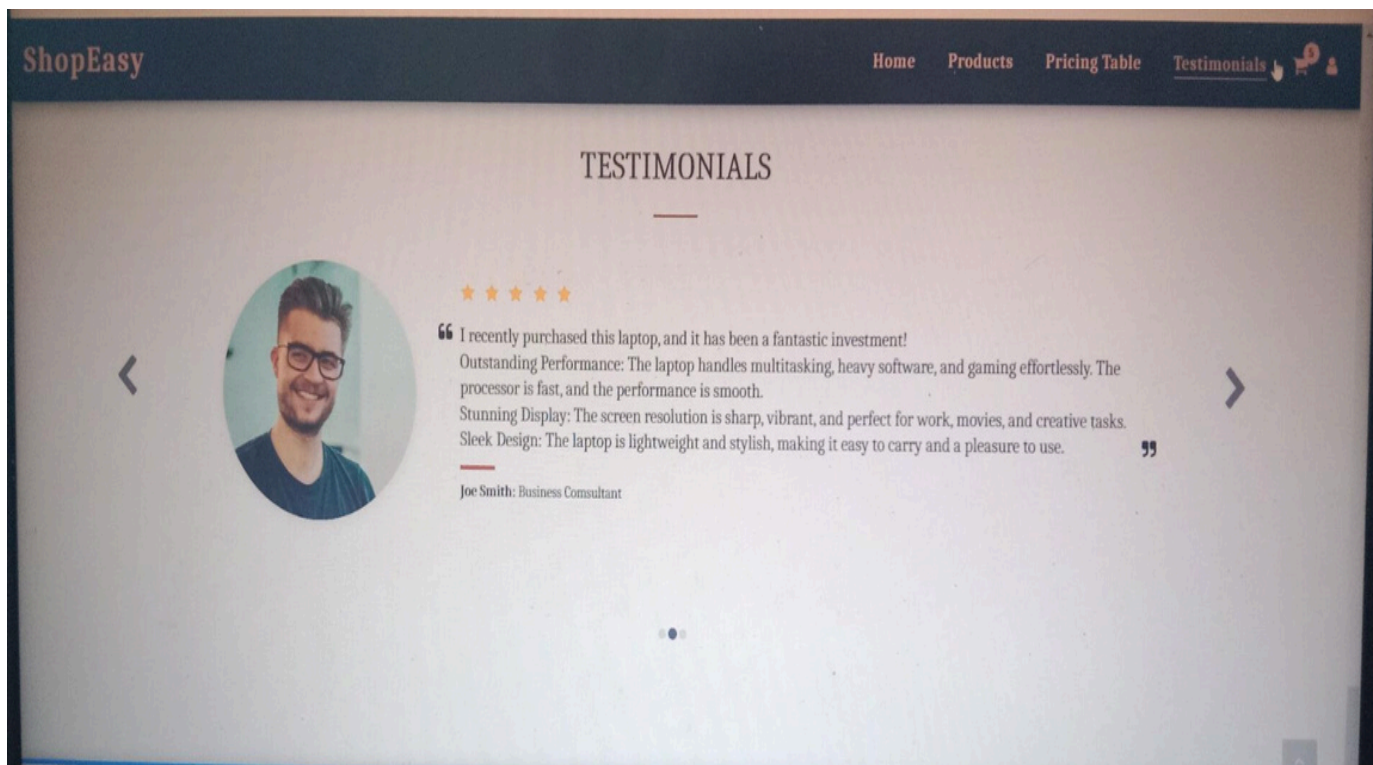 ShopEasy
Home Products Pricing Table Testimonials 5
TESTIMONIALS
“ I recently purchased this laptop, and it has been a fantastic investment!
Outstanding Performance: The laptop handles multitasking, heavy software, and gaming effortlessly. The
processor is fast, and the performance is smooth.
Stunning Display: The screen resolution is sharp, vibrant, and perfect for work, movies, and creative tasks.
Sleek Design: The laptop is lightweight and stylish, making it easy to carry and a pleasure to use. ”
Joe Smith: Business Comsultant